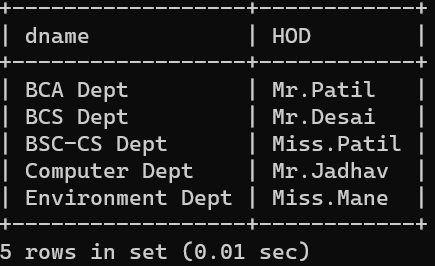 +------------------+------------+
| dname            | HOD        |
+------------------+------------+
| BCA Dept         | Mr.Patil   |
| BCS Dept         | Mr.Desai   |
| BSC-CS Dept      | Miss.Patil |
| Computer Dept    | Mr.Jadhav  |
| Environment Dept | Miss.Mane  |
+------------------+------------+
5 rows in set (0.01 sec)